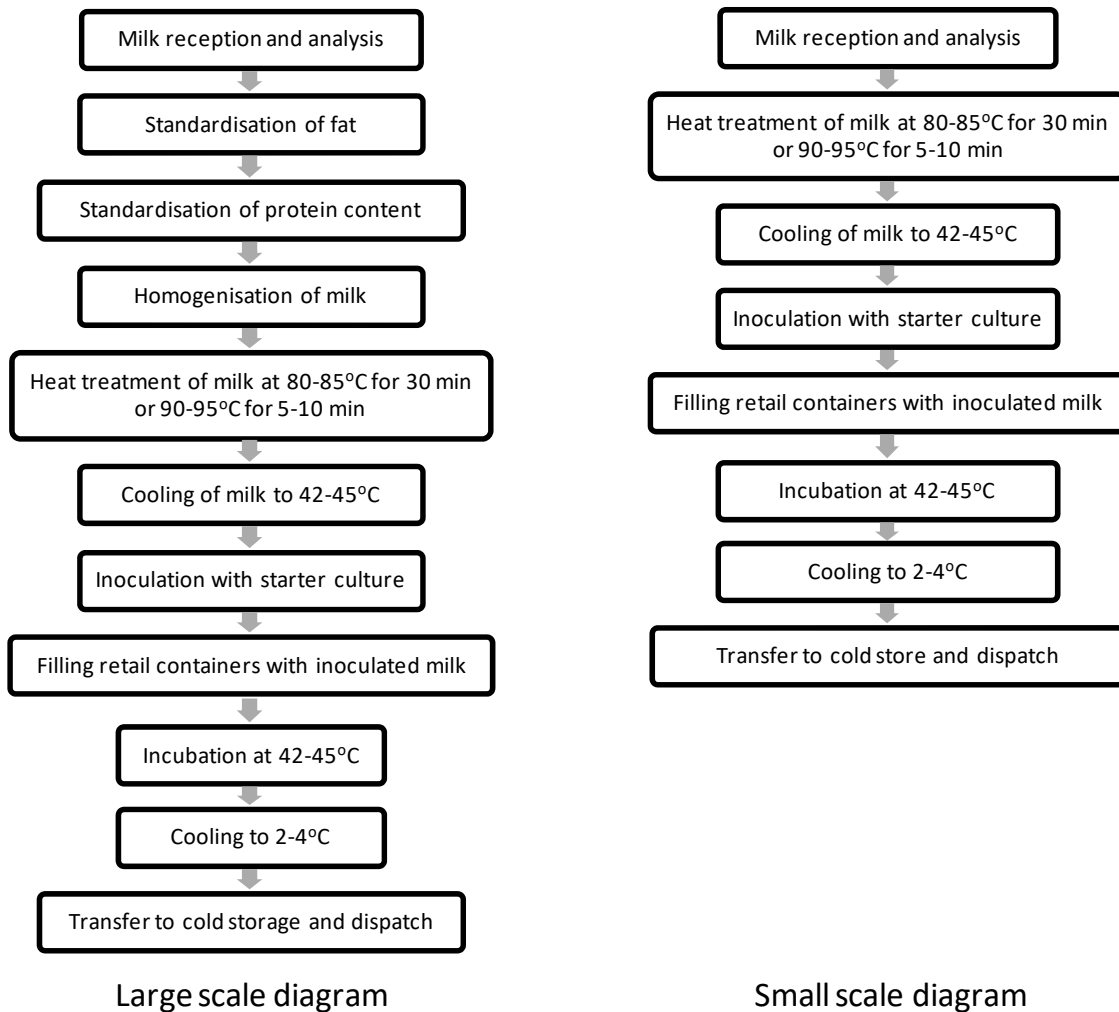 Milk reception and analysis
Standardisation of fat
Standardisation of protein content
Homogenisation of milk
Heat treatment of milk at 80-85°C for 30 min
or 90-95°C for 5-10 min
Cooling of milk to 42-45°C
Inoculation with starter culture
Filling retail containers with inoculated milk
Incubation at 42-45°C
Cooling to 2-4°C
Transfer to cold storage and dispatch
Large scale diagram
Milk reception and analysis
Heat treatment of milk at 80-85°C for 30 min
or 90-95°C for 5-10 min
Cooling of milk to 42-45°C
Inoculation with starter culture
Filling retail containers with inoculated milk
Incubation at 42-45°C
Cooling to 2-4°C
Transfer to cold store and dispatch
Small scale diagram